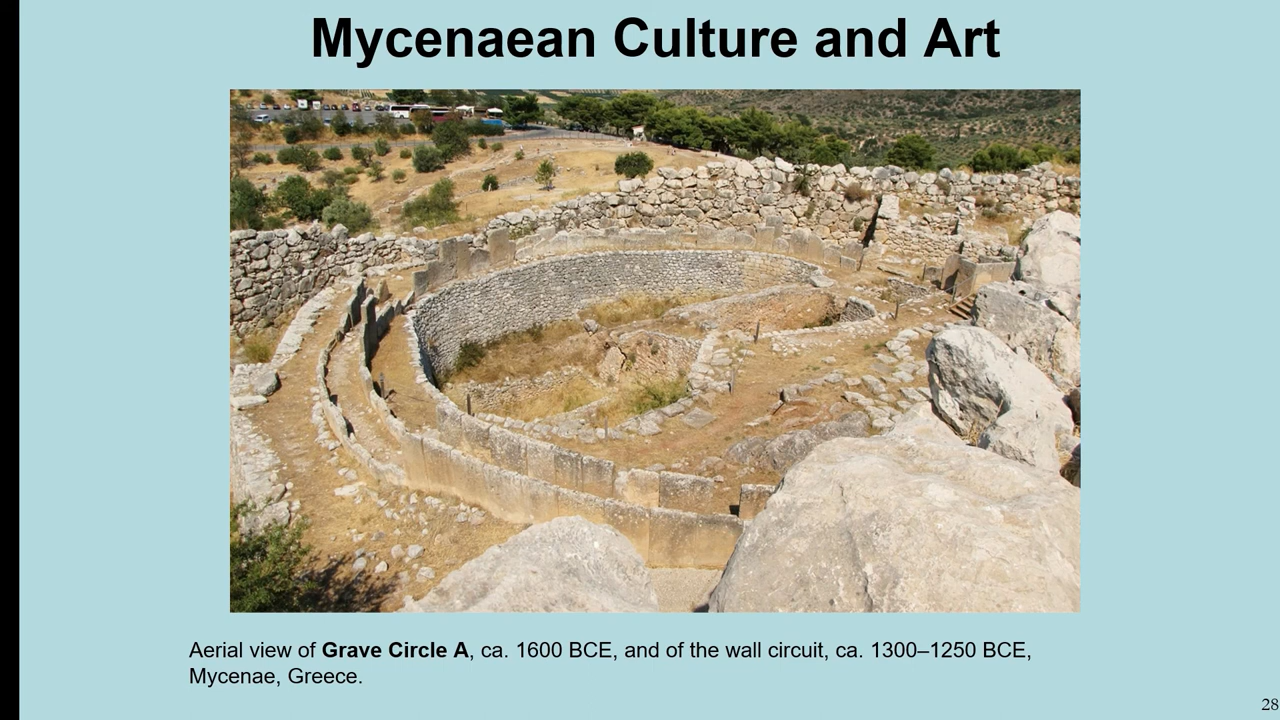 Mycenaean Culture and Art
Aerial view of Grave Circle A, ca. 1600 BCE, and of the wall circuit, ca. 1300–1250 BCE,
Mycenae, Greece.
28